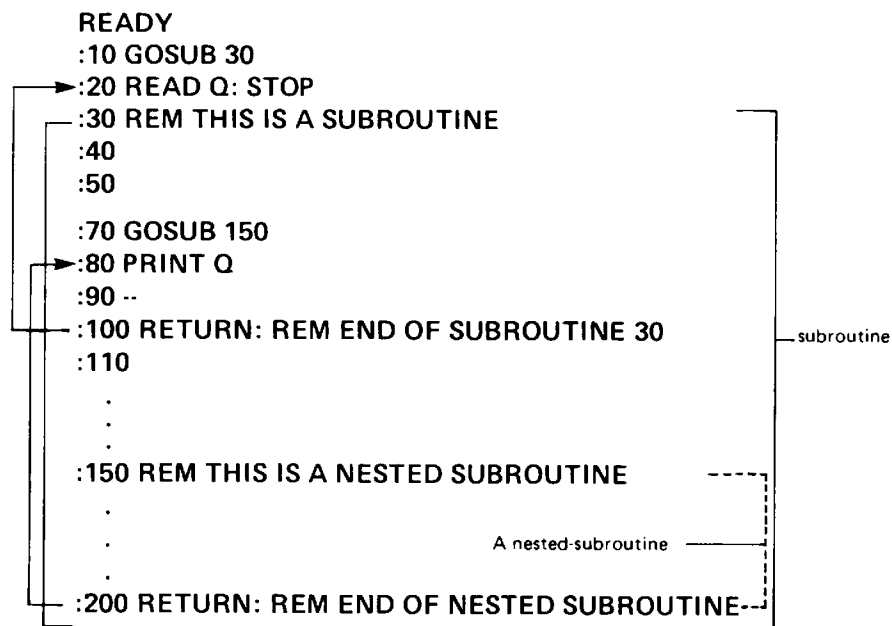 READY
:10 GOSUB 30
:20 READ Q: STOP
:30 REM THIS IS A SUBROUTINE
:40
:50
:70 GOSUB 150
:80 PRINT Q
:90 --
:100 RETURN: REM END OF SUBROUTINE 30
subroutine
:110
.
.
.
:150 REM THIS IS A NESTED SUBROUTINE
.
.
A nested-subroutine
.
:200 RETURN: REM END OF NESTED SUBROUTINE